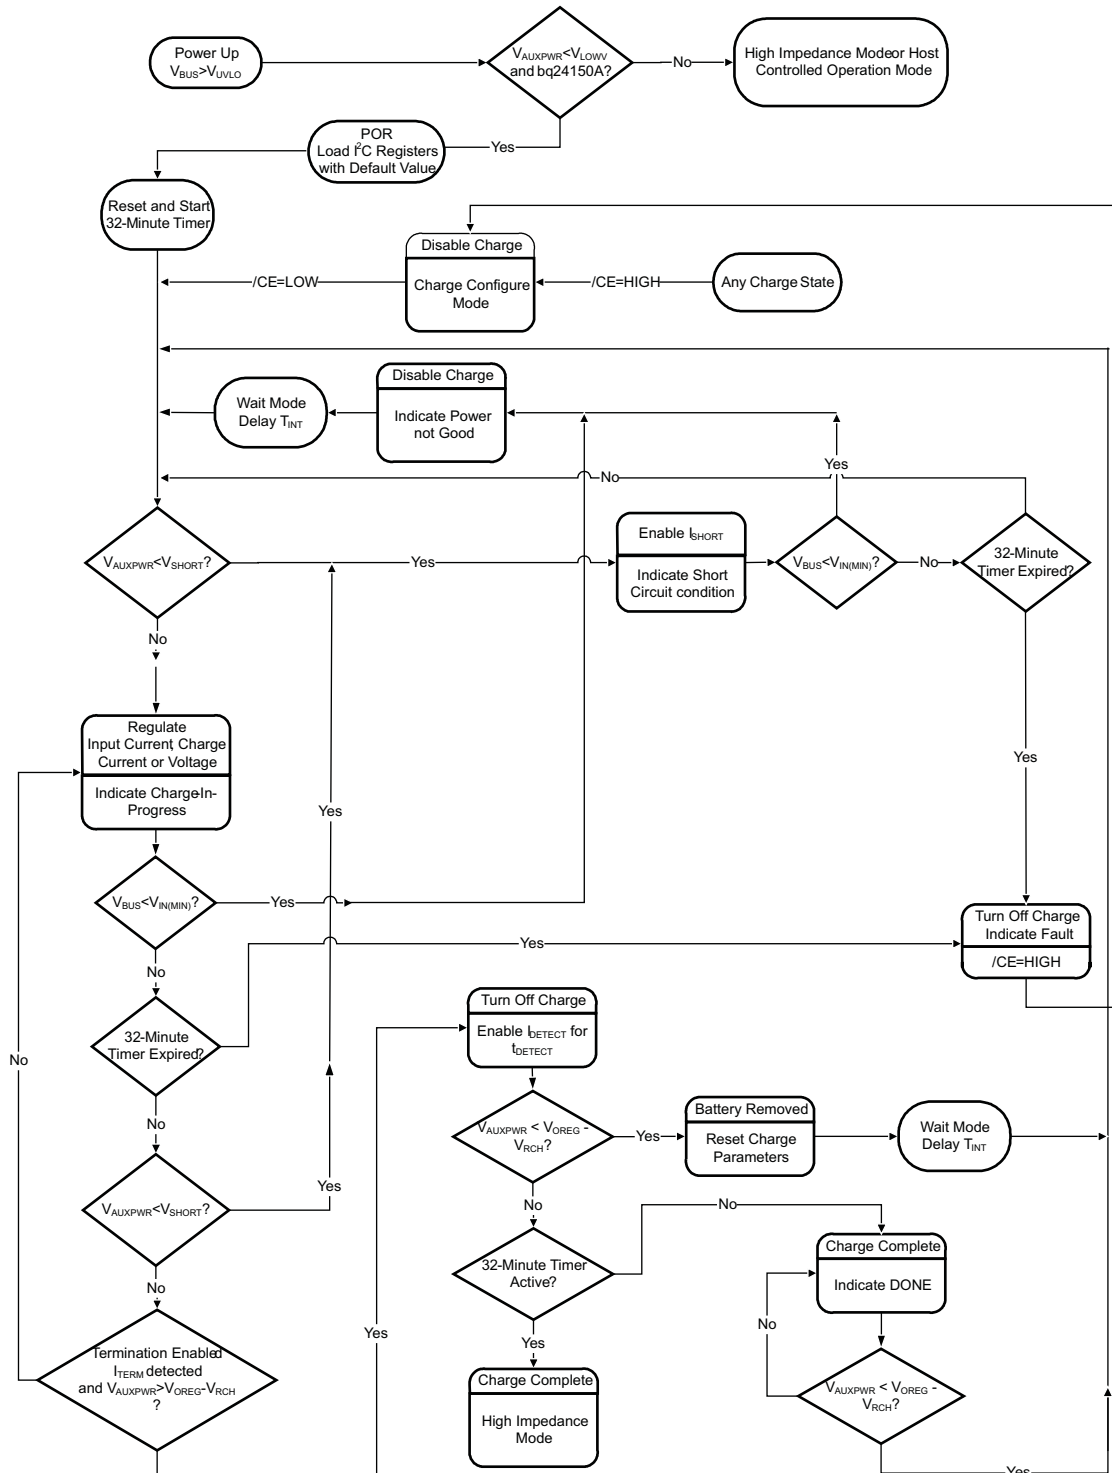 Power Up
VBUS>VUVLO
VAUXPWR<VLOWV
and bq24150A?
No
High Impedance Modeor Host
Controlled Operation Mode
Yes
POR
Load I2C Registers
with Default Value
Reset and Start
32-Minute Timer
Disable Charge
Charge Configure
Mode
/CE=LOW
/CE=HIGH
Any Charge State
Disable Charge
Indicate Power
not Good
Wait Mode
Delay TINT
Yes
No
VAUXPWR<VSHORT?
Yes
Enable ISHORT
Indicate Short
Circuit condition
VBUS<VIN(MIN)?
No
32-Minute
Timer Expired?
No
Regulate
Input Current, Charge
Current or Voltage
Indicate Charge-In-
Progress
Yes
Yes
VBUS<VIN(MIN)?
Yes
Turn Off Charge
Indicate Fault
/CE=HIGH
Yes
No
32-Minute
Timer Expired?
No
Turn Off Charge
Enable IDETECT for
tDETECT
No
VAUXPWR < VOREG -
VRCH?
Yes
Battery Removed
Reset Charge
Parameters
Wait Mode
Delay TINT
VAUXPWR<VSHORT?
Yes
No
No
32-Minute Timer
Active?
Charge Complete
Indicate DONE
No
No
Termination Enabled
ITERM detected
and VAUXPWR>VOREG-VRCH
?
Yes
Yes
Charge Complete
High Impedance
Mode
VAUXPWR < VOREG -
VRCH?
Yes